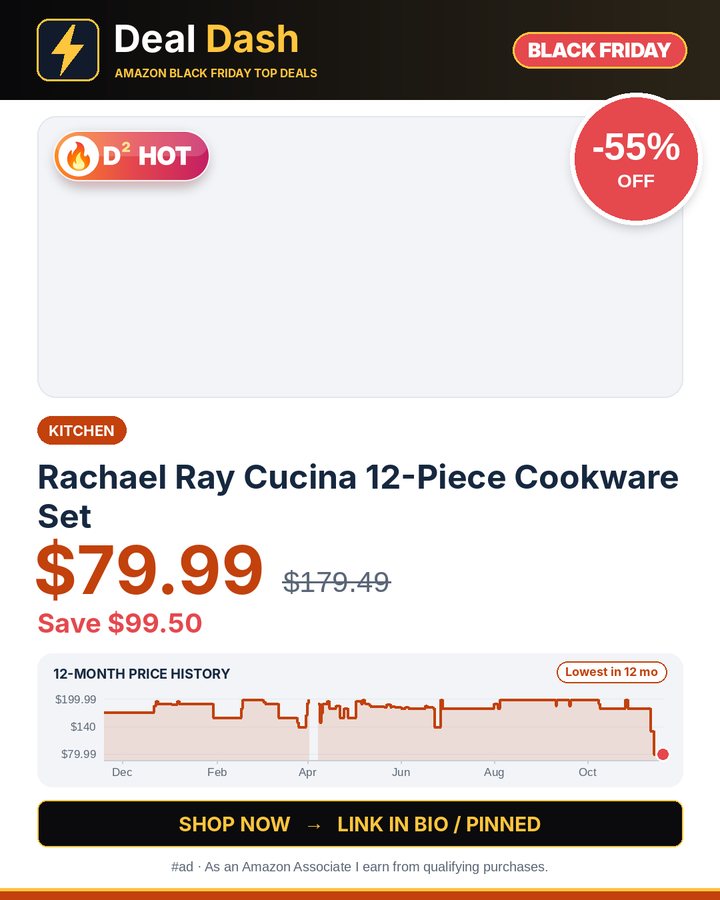 Deal Dash
AMAZON BLACK FRIDAY TOP DEALS
BLACK FRIDAY
D² HOT
-55%
OFF
KITCHEN
Rachael Ray Cucina 12-Piece Cookware
Set
$79.99 $179.49
Save $99.50
12-MONTH PRICE HISTORY
Lowest in 12 mo
$199.99
$140
$79.99
Dec Feb Apr Jun Aug Oct
SHOP NOW → LINK IN BIO / PINNED
#ad · As an Amazon Associate I earn from qualifying purchases.